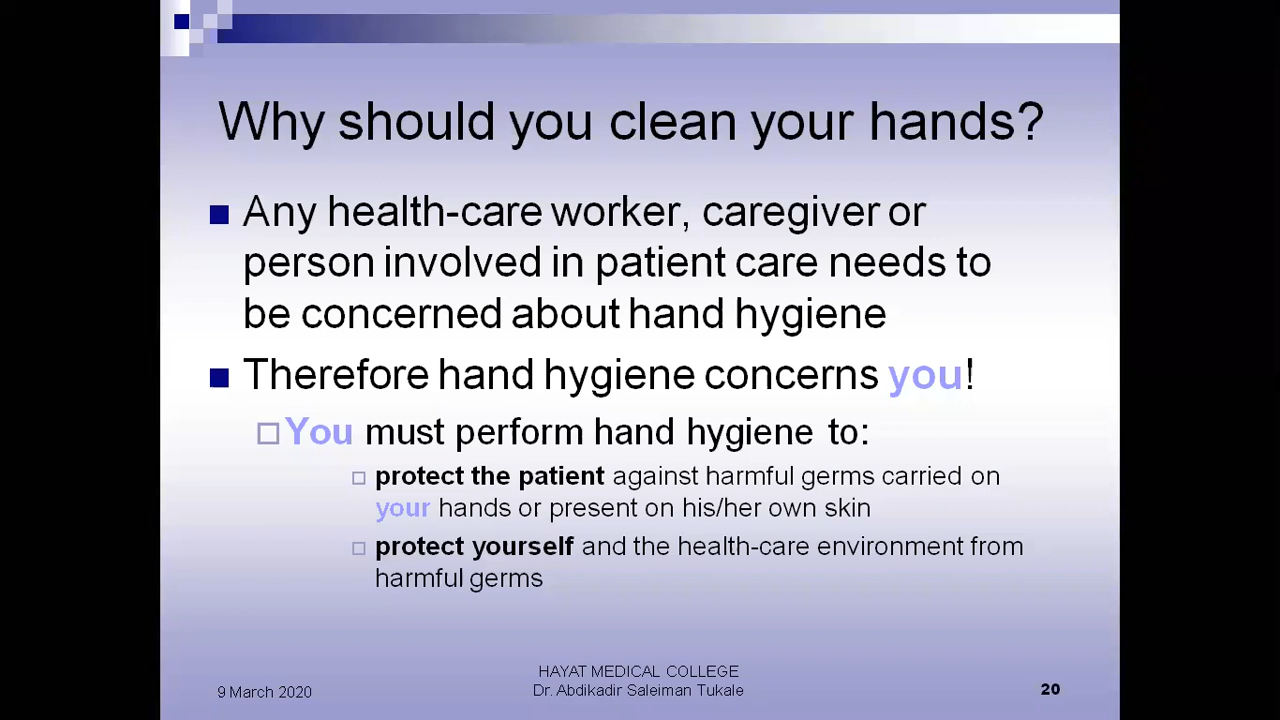 Why should you clean your hands?
Any health-care worker, caregiver or
person involved in patient care needs to
be concerned about hand hygiene
Therefore hand hygiene concerns you!
You must perform hand hygiene to:
protect the patient against harmful germs carried on
your hands or present on his/her own skin
protect yourself and the health-care environment from
harmful germs
9 March 2020
HAYAT MEDICAL COLLEGE
Dr. Abdikadir Saleiman Tukale
20